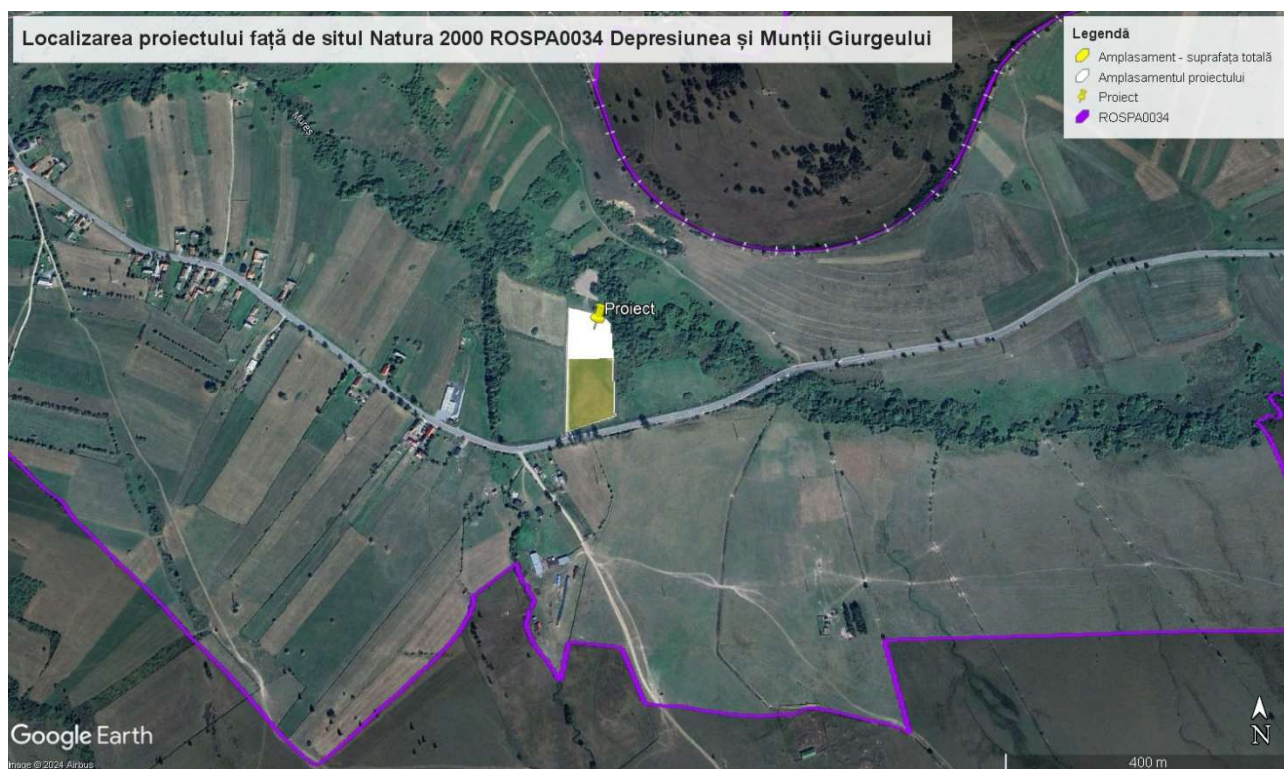 Localizarea proiectului față de situl Natura 2000 ROSPA0034 Depresiunea și Munții Giurgeului
Legendă
Amplasament - suprafața totală
Amplasamentul proiectului
Proiect
ROSPA0034
Mureș
Proiect
Google Earth
Image © 2024 Airbus
N
400 m